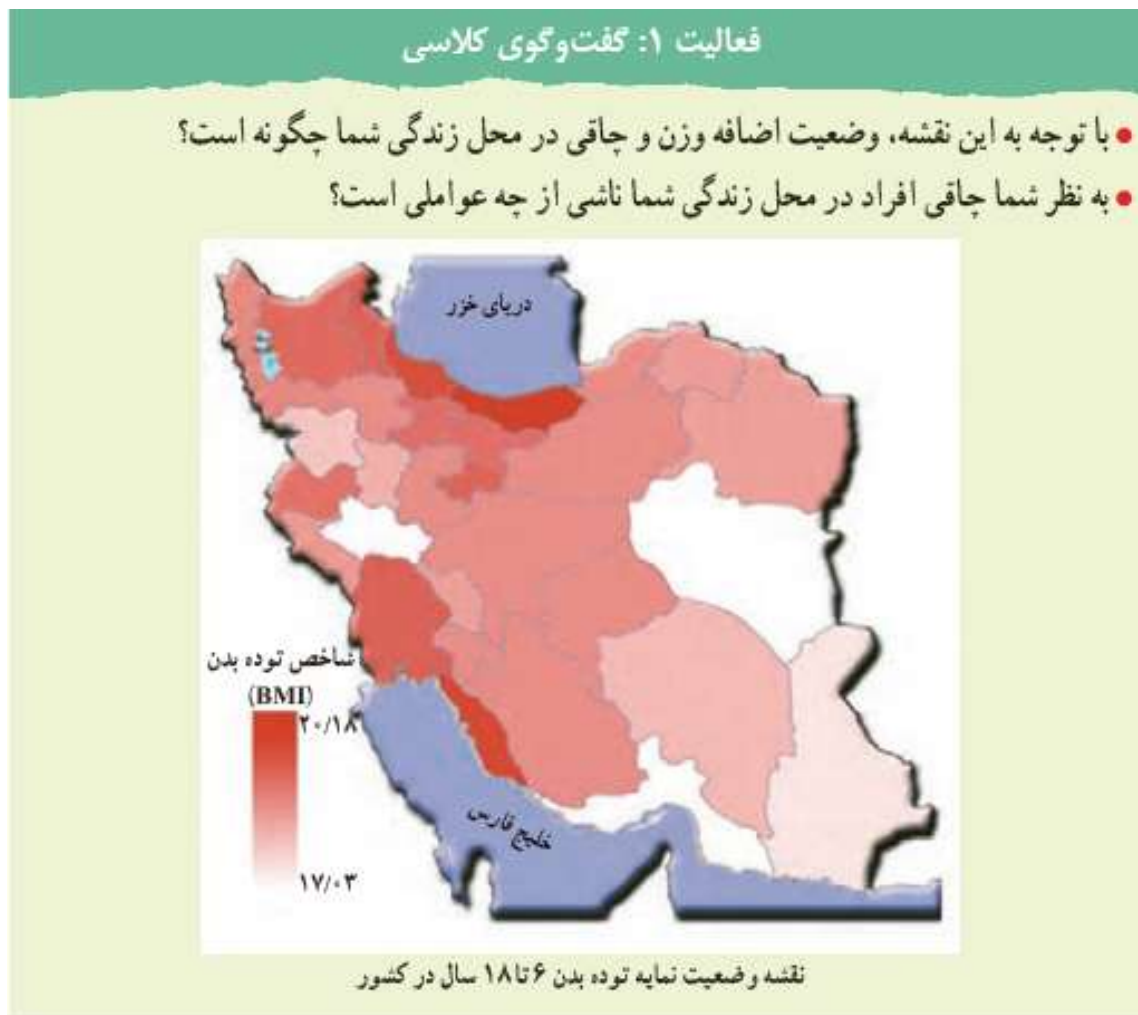 فعالیت ۱: گفت‌وگوی کلاسی
● با توجه به این نقشه، وضعیت اضافه وزن و چاقی در محل زندگی شما چگونه است؟
● به نظر شما چاقی افراد در محل زندگی شما ناشی از چه عواملی است؟
دریای خزر
شاخص توده بدن
(BMI)
۲۰/۱۸
۱۷/۰۳
خلیج فارس
نقشه وضعیت نمایه توده بدن ۶ تا ۱۸ سال در کشور